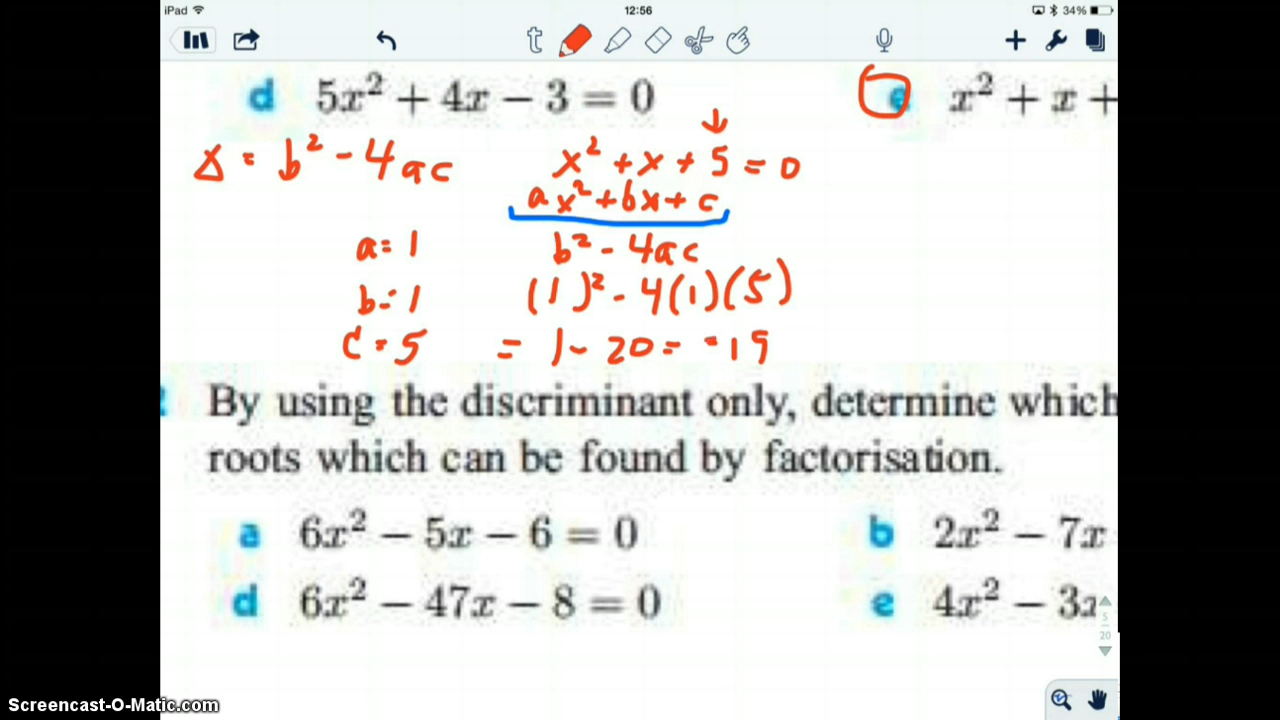 iPad 12:56 34%
t
d 5x² + 4x − 3 = 0 e x² + x +
Δ = b² - 4ac x² + x + 5 = 0
ax² + bx + c
a = 1 b² - 4ac
b = 1 (1)² - 4(1)(5)
c = 5 = 1 - 20 = -19
By using the discriminant only, determine which
roots which can be found by factorisation.
a 6x² − 5x − 6 = 0 b 2x² − 7x
d 6x² − 47x − 8 = 0 e 4x² − 3x
5
20
Screencast-O-Matic.com